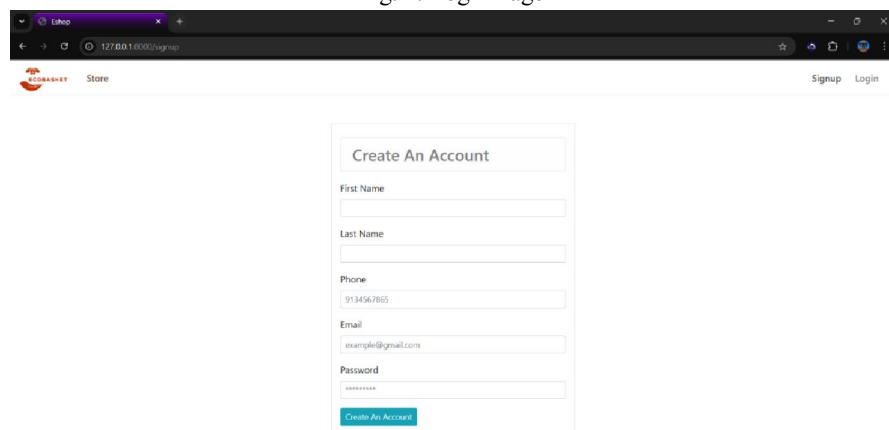 Eshop
127.0.0.1:8000/signup
ECOBASKET Store Signup Login
Create An Account
First Name
Last Name
Phone
9134567865
Email
example@gmail.com
Password
*********
Create An Account